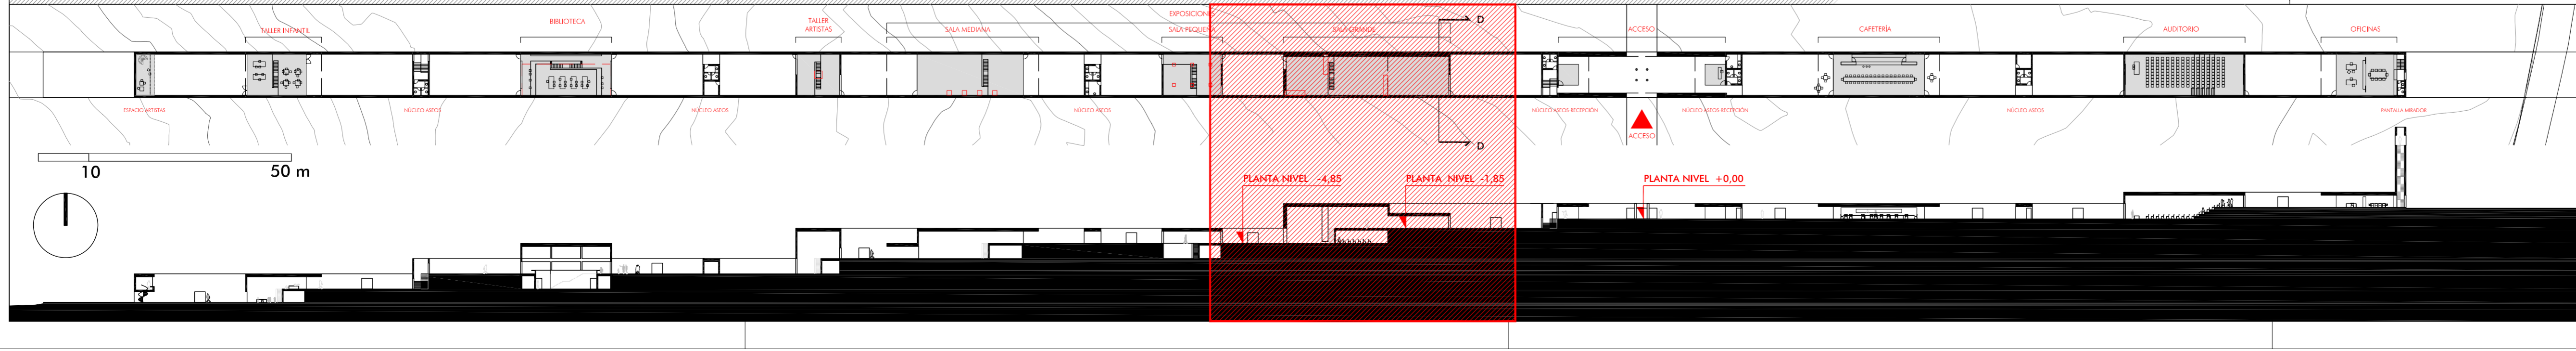 EXPOSICIONES
D
BIBLIOTECA
TALLER
ARTISTAS
TALLER INFANTIL
SALA MEDIANA
SALA PEQUEÑA
SALA GRANDE
ACCESO
CAFETERÍA
AUDITORIO
OFICINAS
ESPACIO ARTISTAS
NÚCLEO ASEOS
NÚCLEO ASEOS
NÚCLEO ASEOS
NÚCLEO ASEOS-RECEPCIÓN
NÚCLEO ASEOS-RECEPCIÓN
NÚCLEO ASEOS
PANTALLA MIRADOR
ACCESO
D
10
50 m
PLANTA NIVEL -4,85
PLANTA NIVEL -1,85
PLANTA NIVEL +0,00